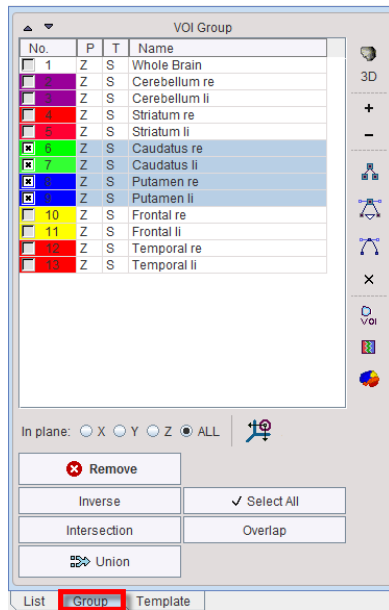 VOI Group
No. P T Name
1 Z S Whole Brain
2 Z S Cerebellum re
3 Z S Cerebellum li
4 Z S Striatum re
5 Z S Striatum li
6 Z S Caudatus re
7 Z S Caudatus li
8 Z S Putamen re
9 Z S Putamen li
10 Z S Frontal re
11 Z S Frontal li
12 Z S Temporal re
13 Z S Temporal li
3D
VOI
In plane: X Y Z ALL
Remove
Inverse Select All
Intersection Overlap
Union
List Group Template